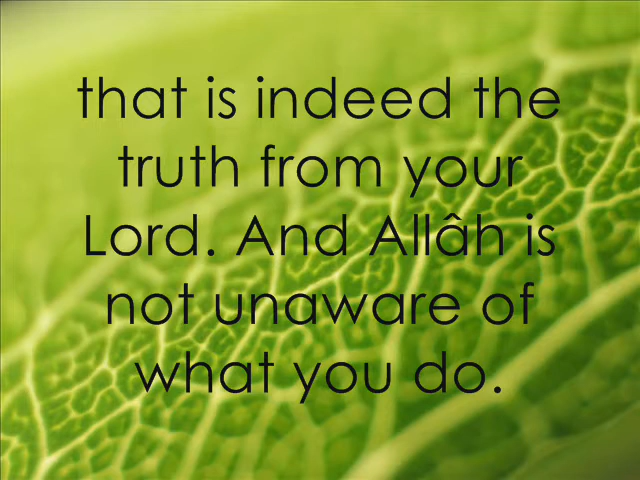 that is indeed the
truth from your
Lord. And Allâh is
not unaware of
what you do.